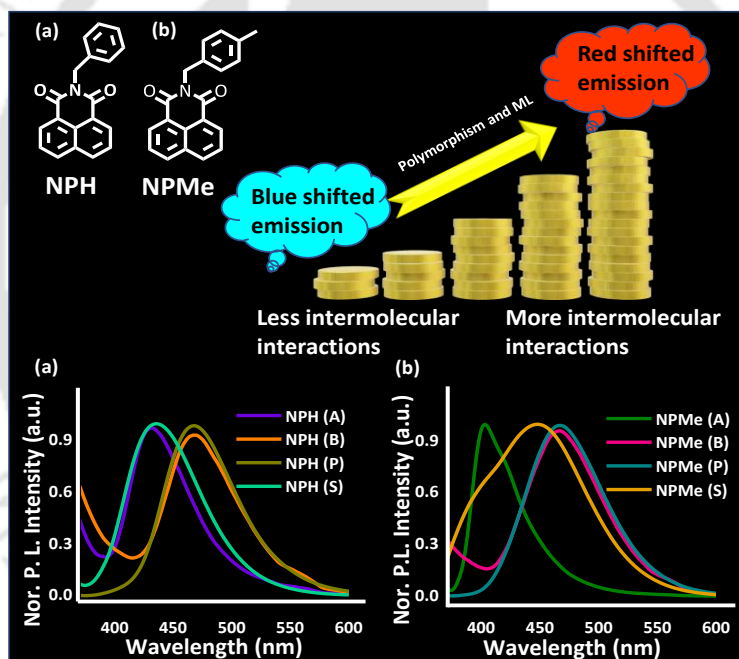 (a)
(b)
N
O
O
N
O
O
NPH
NPMe
Red shifted
emission
Polymorphism and ML
Blue shifted
emission
Less intermolecular
interactions
More intermolecular
interactions
(a)
NPH (A)
NPH (B)
NPH (P)
NPH (S)
Nor. P. L. Intensity (a.u.)
0.9
0.6
0.3
0.0
400
450
500
550
600
Wavelength (nm)
(b)
NPMe (A)
NPMe (B)
NPMe (P)
NPMe (S)
Nor. P. L. Intensity (a.u.)
0.9
0.6
0.3
0.0
400
450
500
550
600
Wavelength (nm)